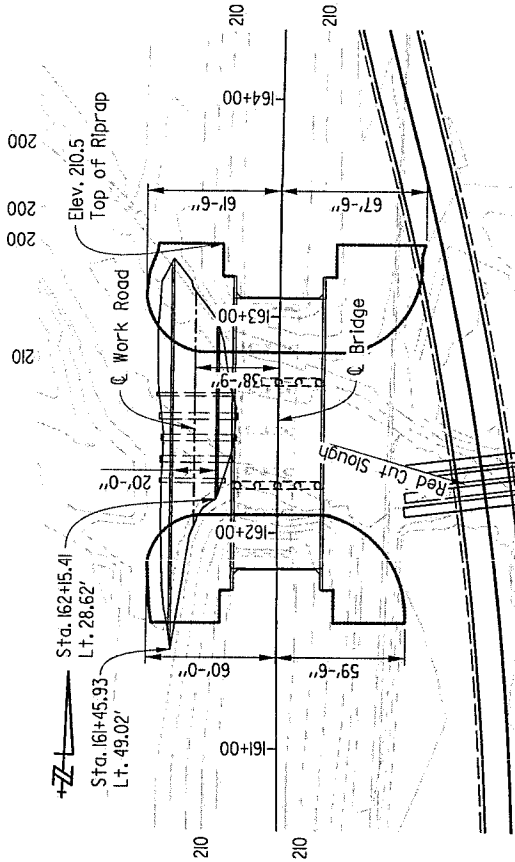 210
210
200
200
200
210
164+00
Elev. 210.5
Top of Riprap
61'-6"
67'-6"
163+00
℄ Work Road
℄ Bridge
38'-9"
20'-0"
Red Cut Slough
162+00
Sta. 162+15.41
Lt. 28.62'
Sta. 161+45.93
Lt. 49.02'
N
60'-0"
59'-6"
161+00
210
210